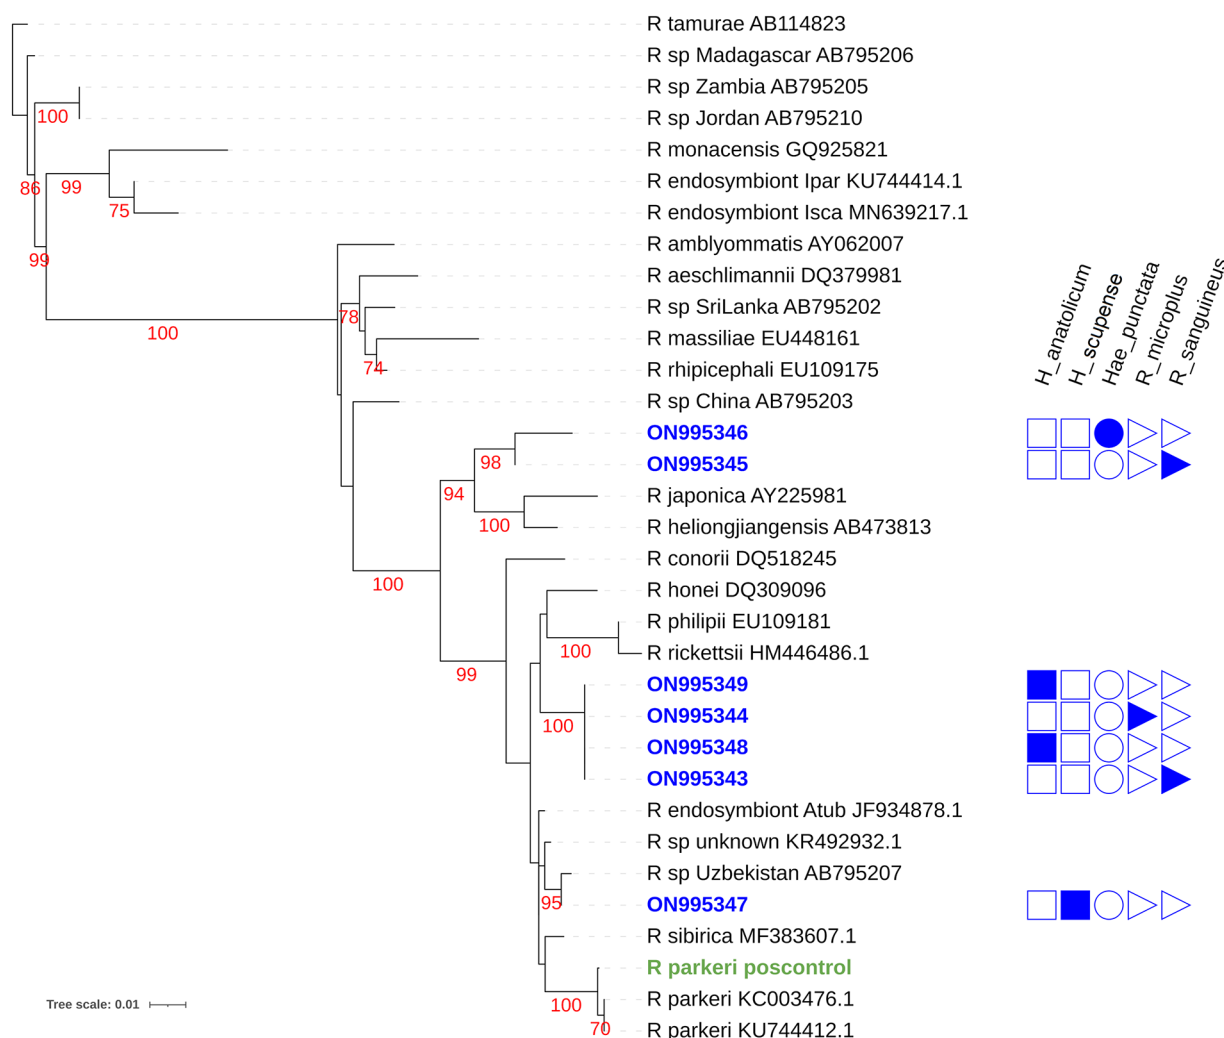 R tamurae AB114823
R sp Madagascar AB795206
R sp Zambia AB795205
100
R sp Jordan AB795210
R monacensis GQ925821
86
99
R endosymbiont Ipar KU744414.1
75
R endosymbiont Isca MN639217.1
R amblyommatis AY062007
99
R aeschlimannii DQ379981
78
R sp SriLanka AB795202
100
R massiliae EU448161
74
R rhipicephali EU109175
H_anatolicum
H_scupense
Hae_punctata
R_microplus
R_sanguineus
R sp China AB795203
ON995346
98
ON995345
94
R japonica AY225981
100
R heliongjiangensis AB473813
R conorii DQ518245
100
R honei DQ309096
R philipii EU109181
100
R rickettsii HM446486.1
99
ON995349
ON995344
100
ON995348
ON995343
R endosymbiont Atub JF934878.1
R sp unknown KR492932.1
R sp Uzbekistan AB795207
95
ON995347
R sibirica MF383607.1
R parkeri poscontrol
Tree scale: 0.01
100
R parkeri KC003476.1
70
R parkeri KU744412.1